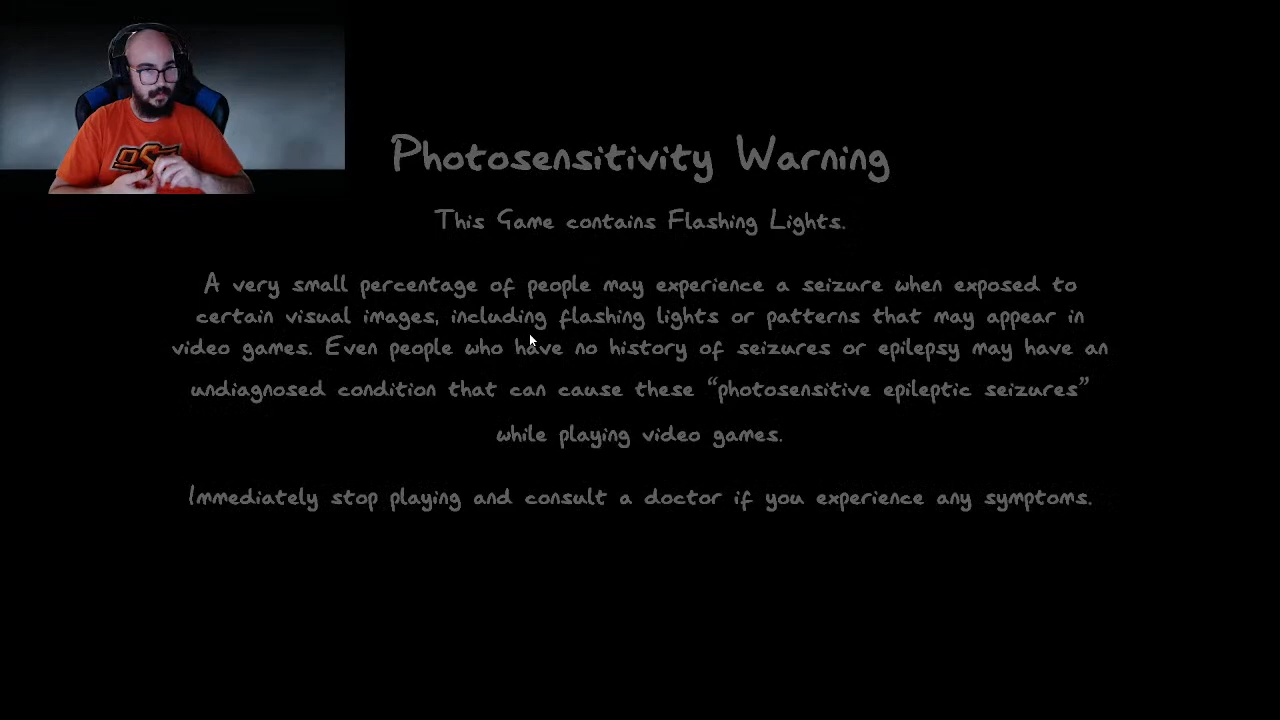 OSU
Photosensitivity Warning
This Game contains Flashing Lights.
A very small percentage of people may experience a seizure when exposed to
certain visual images, including flashing lights or patterns that may appear in
video games. Even people who have no history of seizures or epilepsy may have an
undiagnosed condition that can cause these “photosensitive epileptic seizures”
while playing video games.
Immediately stop playing and consult a doctor if you experience any symptoms.